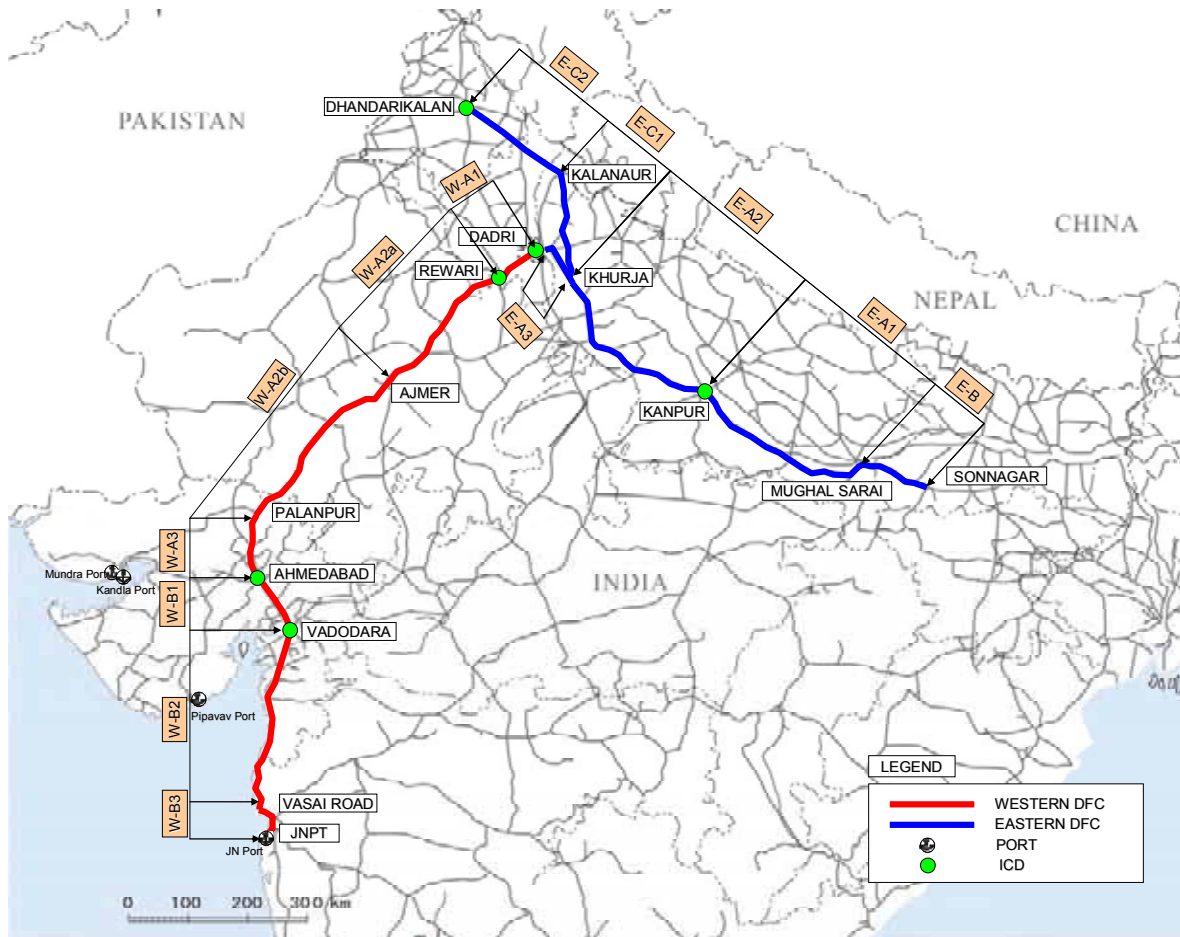 E-C2
DHANDARIKALAN
PAKISTAN
E-C1
KALANAUR
W-A1
E-A2
CHINA
DADRI
W-A2a
REWARI
KHURJA
NEPAL
E-A3
E-A1
W-A2b
AJMER
E-B
KANPUR
SONNAGAR
MUGHAL SARAI
PALANPUR
W-A3
Mundra Port
AHMEDABAD
INDIA
Kandla Port
W-B1
VADODARA
W-B2
Pipavav Port
LEGEND
W-B3
VASAI ROAD
WESTERN DFC
EASTERN DFC
JNPT
PORT
JN Port
ICD
0 100 200 300 km